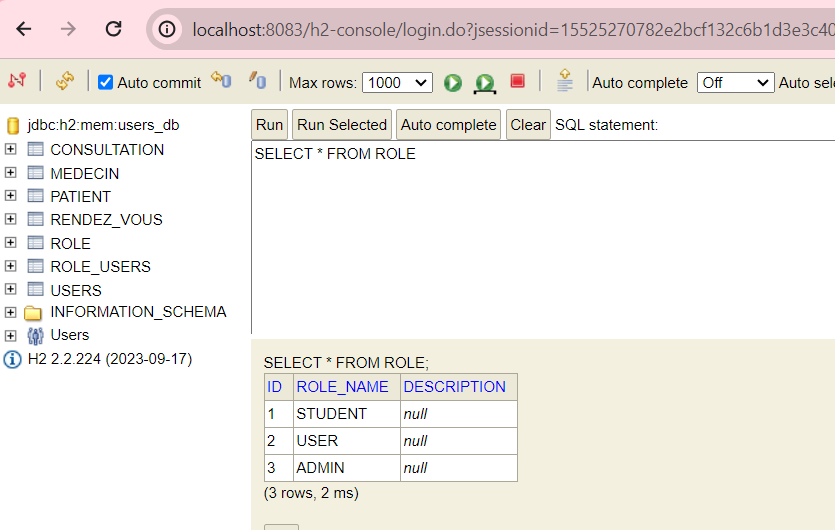 localhost:8083/h2-console/login.do?jsessionid=15525270782e2bcf132c6b1d3e3c40
Auto commit Max rows: 1000 Auto complete Off Auto sele
jdbc:h2:mem:users_db
CONSULTATION
MEDECIN
PATIENT
RENDEZ_VOUS
ROLE
ROLE_USERS
USERS
INFORMATION_SCHEMA
Users
H2 2.2.224 (2023-09-17)
Run Run Selected Auto complete Clear SQL statement:
SELECT * FROM ROLE
SELECT * FROM ROLE;
ID ROLE_NAME DESCRIPTION
1 STUDENT null
2 USER null
3 ADMIN null
(3 rows, 2 ms)